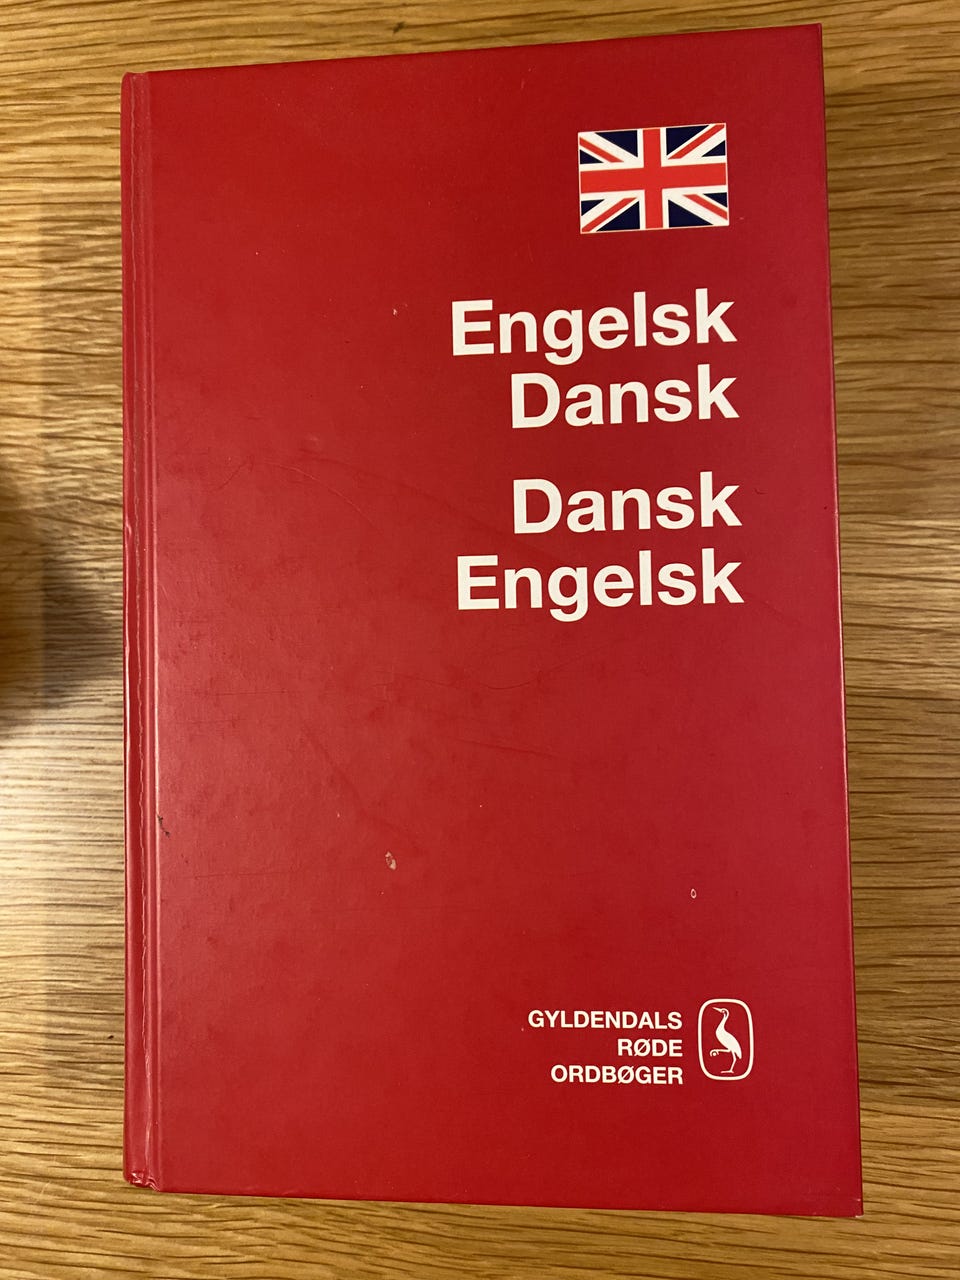 Engelsk
Dansk
Dansk
Engelsk
GYLDENDALS
RØDE
ORDBØGER